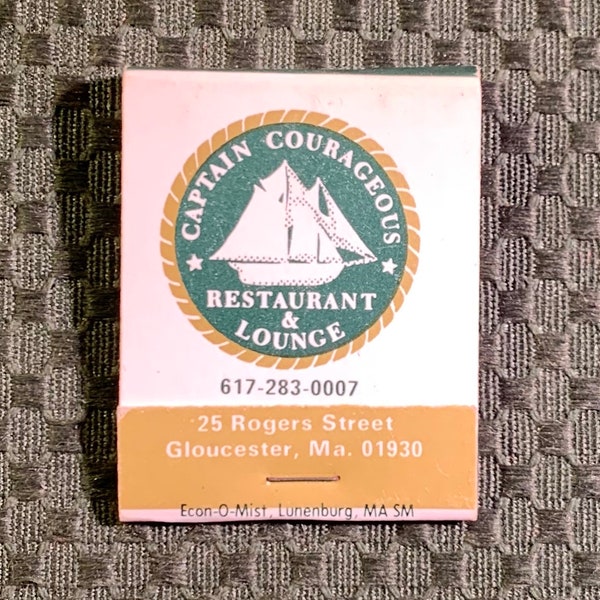 CAPTAIN COURAGEOUS
RESTAURANT
&
LOUNGE
617-283-0007
25 Rogers Street
Gloucester, Ma. 01930
Econ-O-Mist, Lunenburg, MA SM